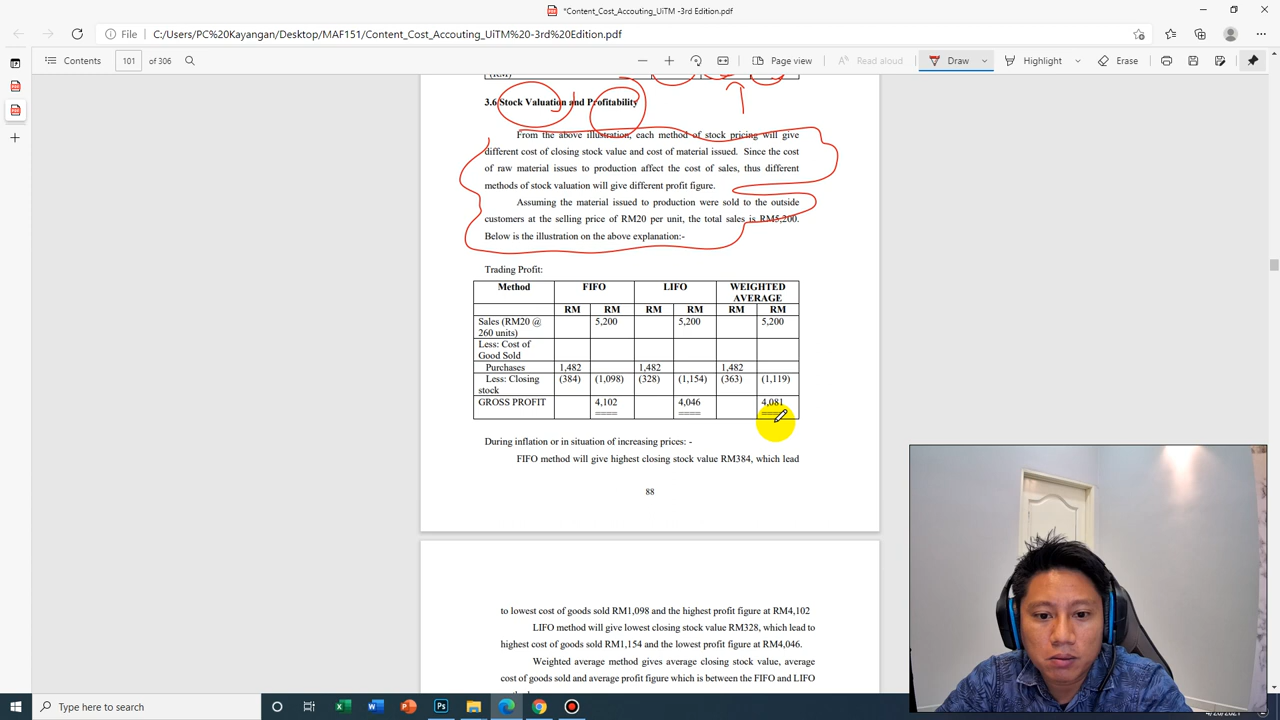 *Content_Cost_Accouting_UiTM -3rd Edition.pdf
File | C:/Users/PC%20Kayangan/Desktop/MAF151/Content_Cost_Accouting_UiTM%20-3rd%20Edition.pdf
Contents 101 of 306 Page view Read aloud Draw Highlight Erase
3.6 Stock Valuation and Profitability
From the above illustration, each method of stock pricing will give
different cost of closing stock value and cost of material issued. Since the cost
of raw material issues to production affect the cost of sales, thus different
methods of stock valuation will give different profit figure.
Assuming the material issued to production were sold to the outside
customers at the selling price of RM20 per unit, the total sales is RM5,200.
Below is the illustration on the above explanation:-
Trading Profit:
Method FIFO LIFO WEIGHTED
AVERAGE
RM RM RM RM RM RM
Sales (RM20 @ 5,200 5,200 5,200
260 units)
Less: Cost of
Good Sold
Purchases 1,482 1,482 1,482
Less: Closing (384) (1,098) (328) (1,154) (363) (1,119)
stock
GROSS PROFIT 4,102 4,046 4,081
==== ==== ====
During inflation or in situation of increasing prices: -
FIFO method will give highest closing stock value RM384, which lead
88
to lowest cost of goods sold RM1,098 and the highest profit figure at RM4,102
LIFO method will give lowest closing stock value RM328, which lead to
highest cost of goods sold RM1,154 and the lowest profit figure at RM4,046.
Weighted average method gives average closing stock value, average
cost of goods sold and average profit figure which is between the FIFO and LIFO
Type here to search